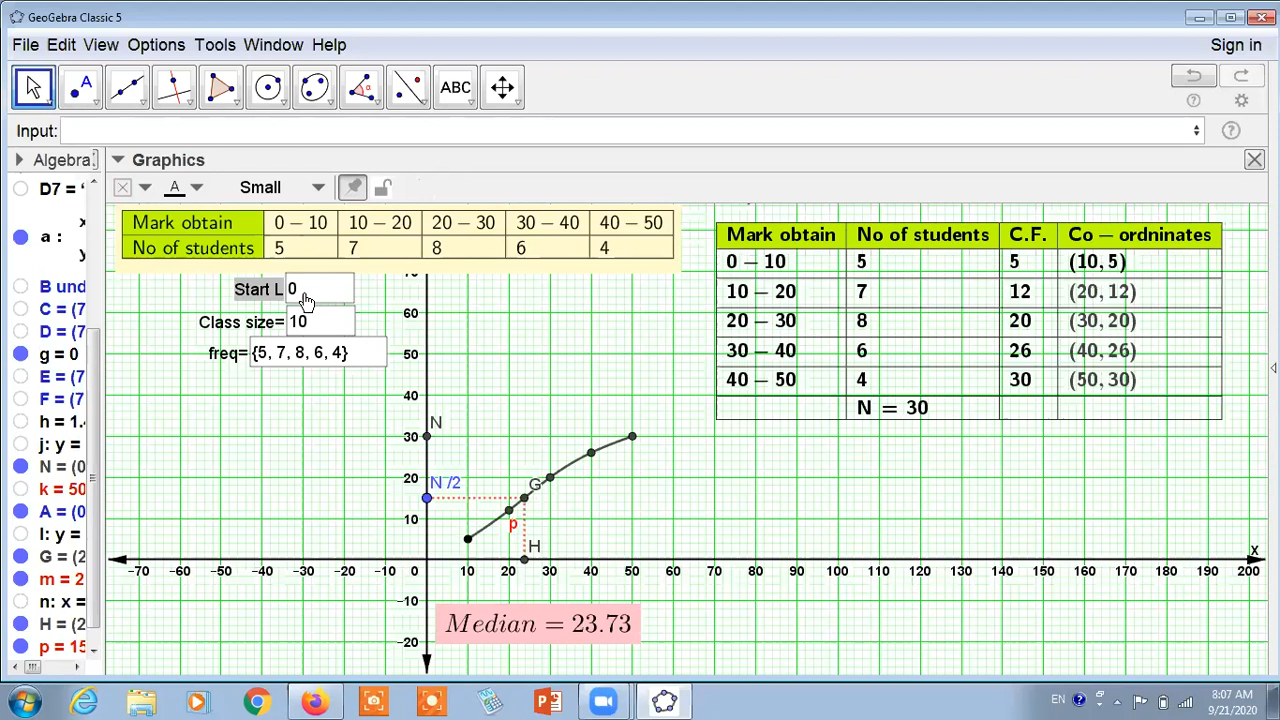 GeoGebra Classic 5
File Edit View Options Tools Window Help
Sign in
A
ABC
Input:
Algebra
Graphics
A Small
D7 = "
x
a :
y
B und
C = (7
D = (7
g = 0
E = (7
F = (7
h = 1.
j: y =
N = (0
k = 50
A = (0
l: y =
G = (2
m = 2
n: x =
H = (2
p = 15
Mark obtain 0 – 10 10 – 20 20 – 30 30 – 40 40 – 50
No of students 5 7 8 6 4
Start L 0
Class size= 10
freq= {5, 7, 8, 6, 4}
Mark obtain No of students C.F. Co – ordninates
0 – 10 5 5 (10, 5)
10 – 20 7 12 (20, 12)
20 – 30 8 20 (30, 20)
30 – 40 6 26 (40, 26)
40 – 50 4 30 (50, 30)
N = 30
70
60
50
40
30
20
10
N
N /2
G
p
H
x
–70 –60 –50 –40 –30 –20 –10 0 10 20 30 40 50 60 70 80 90 100 110 120 130 140 150 160 170 180 190 200
–10
–20
Median = 23.73
EN
8:07 AM
9/21/2020